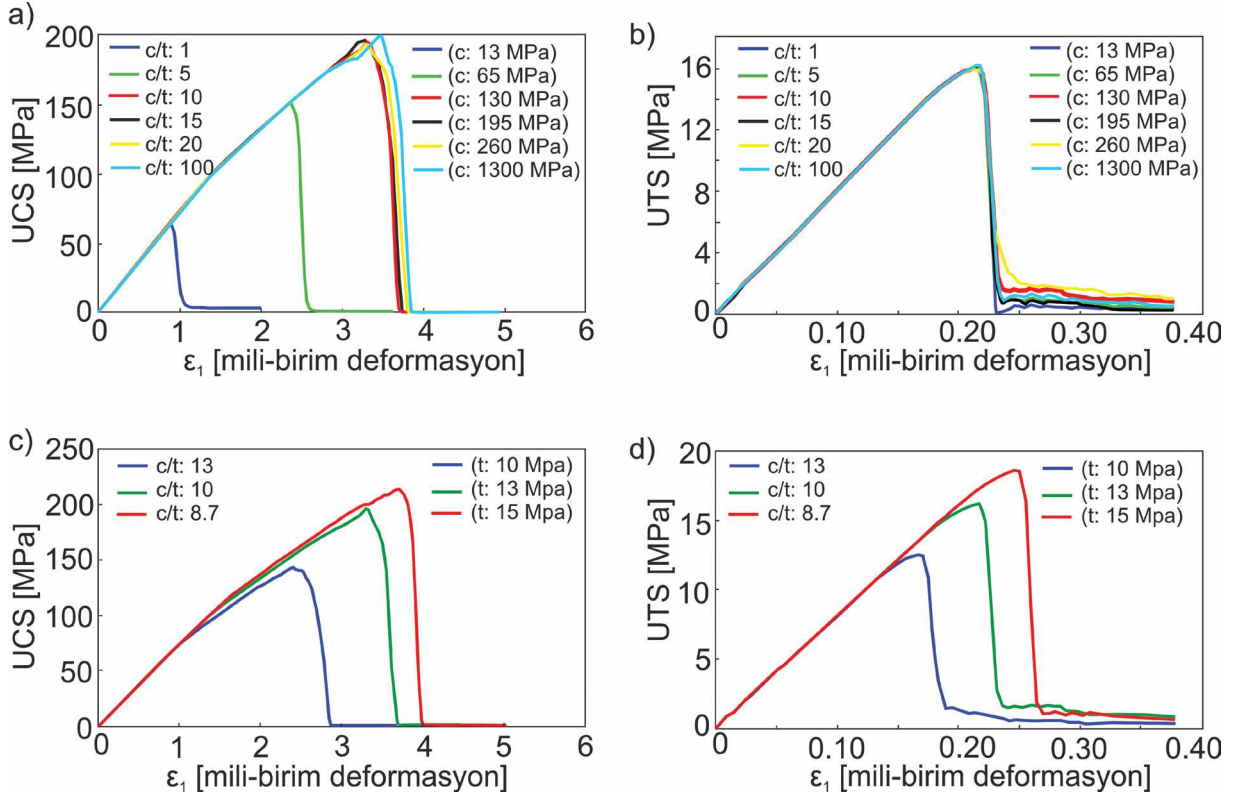 a)
UCS [MPa]
200
150
100
50
0
c/t: 1
c/t: 5
c/t: 10
c/t: 15
c/t: 20
c/t: 100
(c: 13 MPa)
(c: 65 MPa)
(c: 130 MPa)
(c: 195 MPa)
(c: 260 MPa)
(c: 1300 MPa)
0 1 2 3 4 5 6
ε₁ [mili-birim deformasyon]
b)
UTS [MPa]
16
12
8
4
0
c/t: 1
c/t: 5
c/t: 10
c/t: 15
c/t: 20
c/t: 100
(c: 13 MPa)
(c: 65 MPa)
(c: 130 MPa)
(c: 195 MPa)
(c: 260 MPa)
(c: 1300 MPa)
0 0.10 0.20 0.30 0.40
ε₁ [mili-birim deformasyon]
c)
UCS [MPa]
250
200
150
100
50
0
c/t: 13
c/t: 10
c/t: 8.7
(t: 10 Mpa)
(t: 13 Mpa)
(t: 15 Mpa)
0 1 2 3 4 5 6
ε₁ [mili-birim deformasyon]
d)
UTS [MPa]
20
15
10
5
0
c/t: 13
c/t: 10
c/t: 8.7
(t: 10 Mpa)
(t: 13 Mpa)
(t: 15 Mpa)
0 0.10 0.20 0.30 0.40
ε₁ [mili-birim deformasyon]